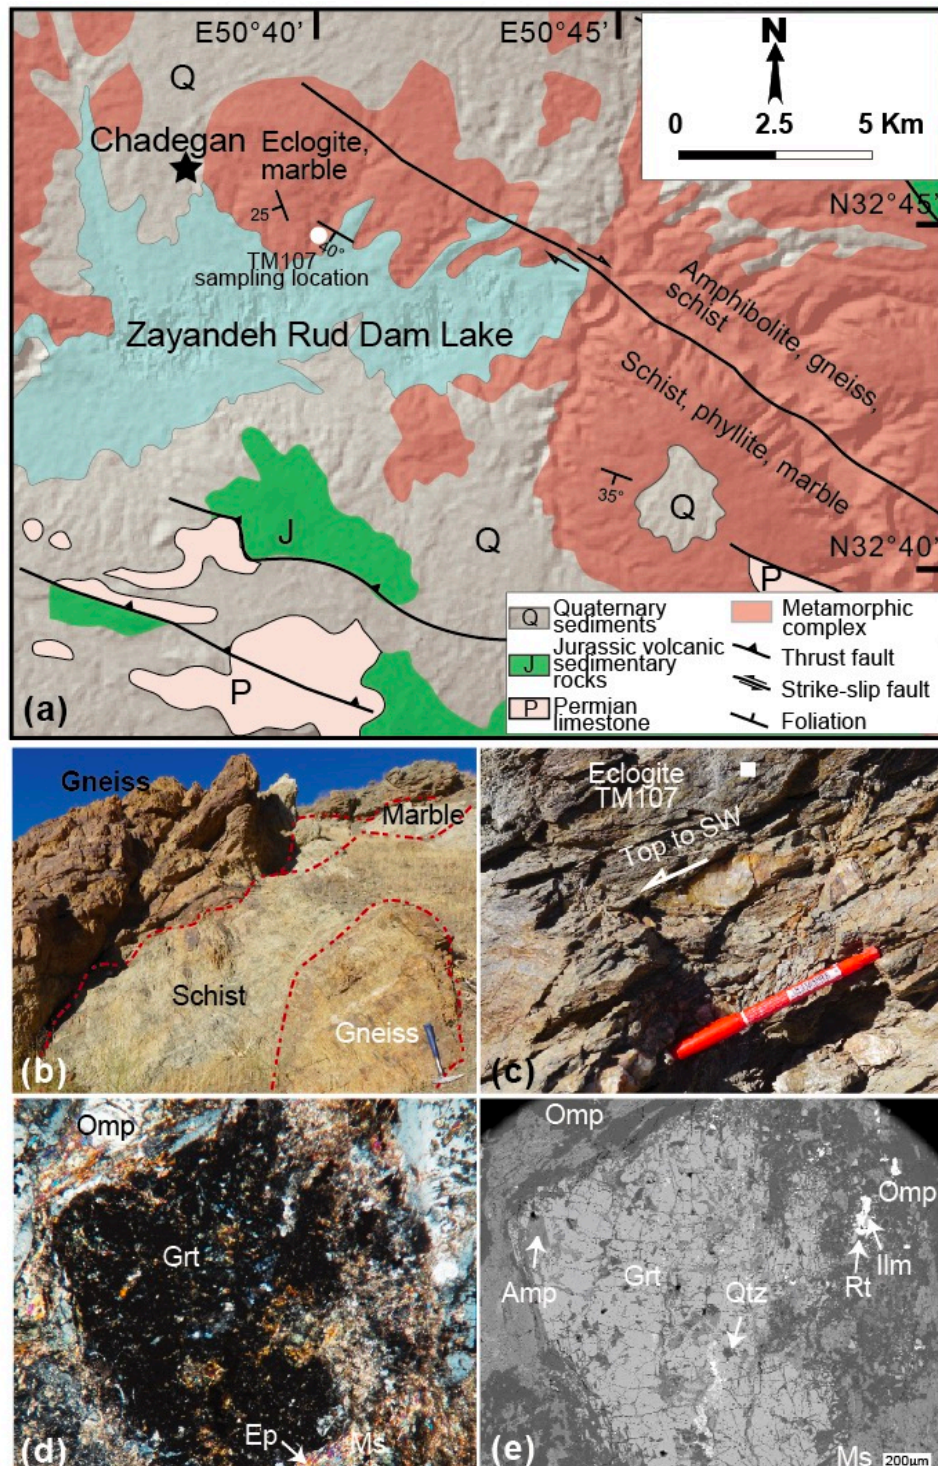 E50°40'
E50°45'
N
0 2.5 5 Km
Q
Chadegan
Eclogite,
marble
N32°45'
25
40°
TM107
sampling location
Amphibolite, gneiss,
schist
Zayandeh Rud Dam Lake
Schist, phyllite, marble
35°
Q
J
Q
N32°40'
P
P
Q Quaternary
sediments
J Jurassic volcanic
sedimentary
rocks
P Permian
limestone
Metamorphic
complex
Thrust fault
Strike-slip fault
Foliation
(a)
Gneiss
Marble
Schist
Gneiss
(b)
Eclogite
TM107
Top to SW
(c)
Omp
Grt
Ep
Ms
(d)
Omp
Omp
Amp
Grt
Qtz
Rt
Ilm
Ms
200μm
(e)